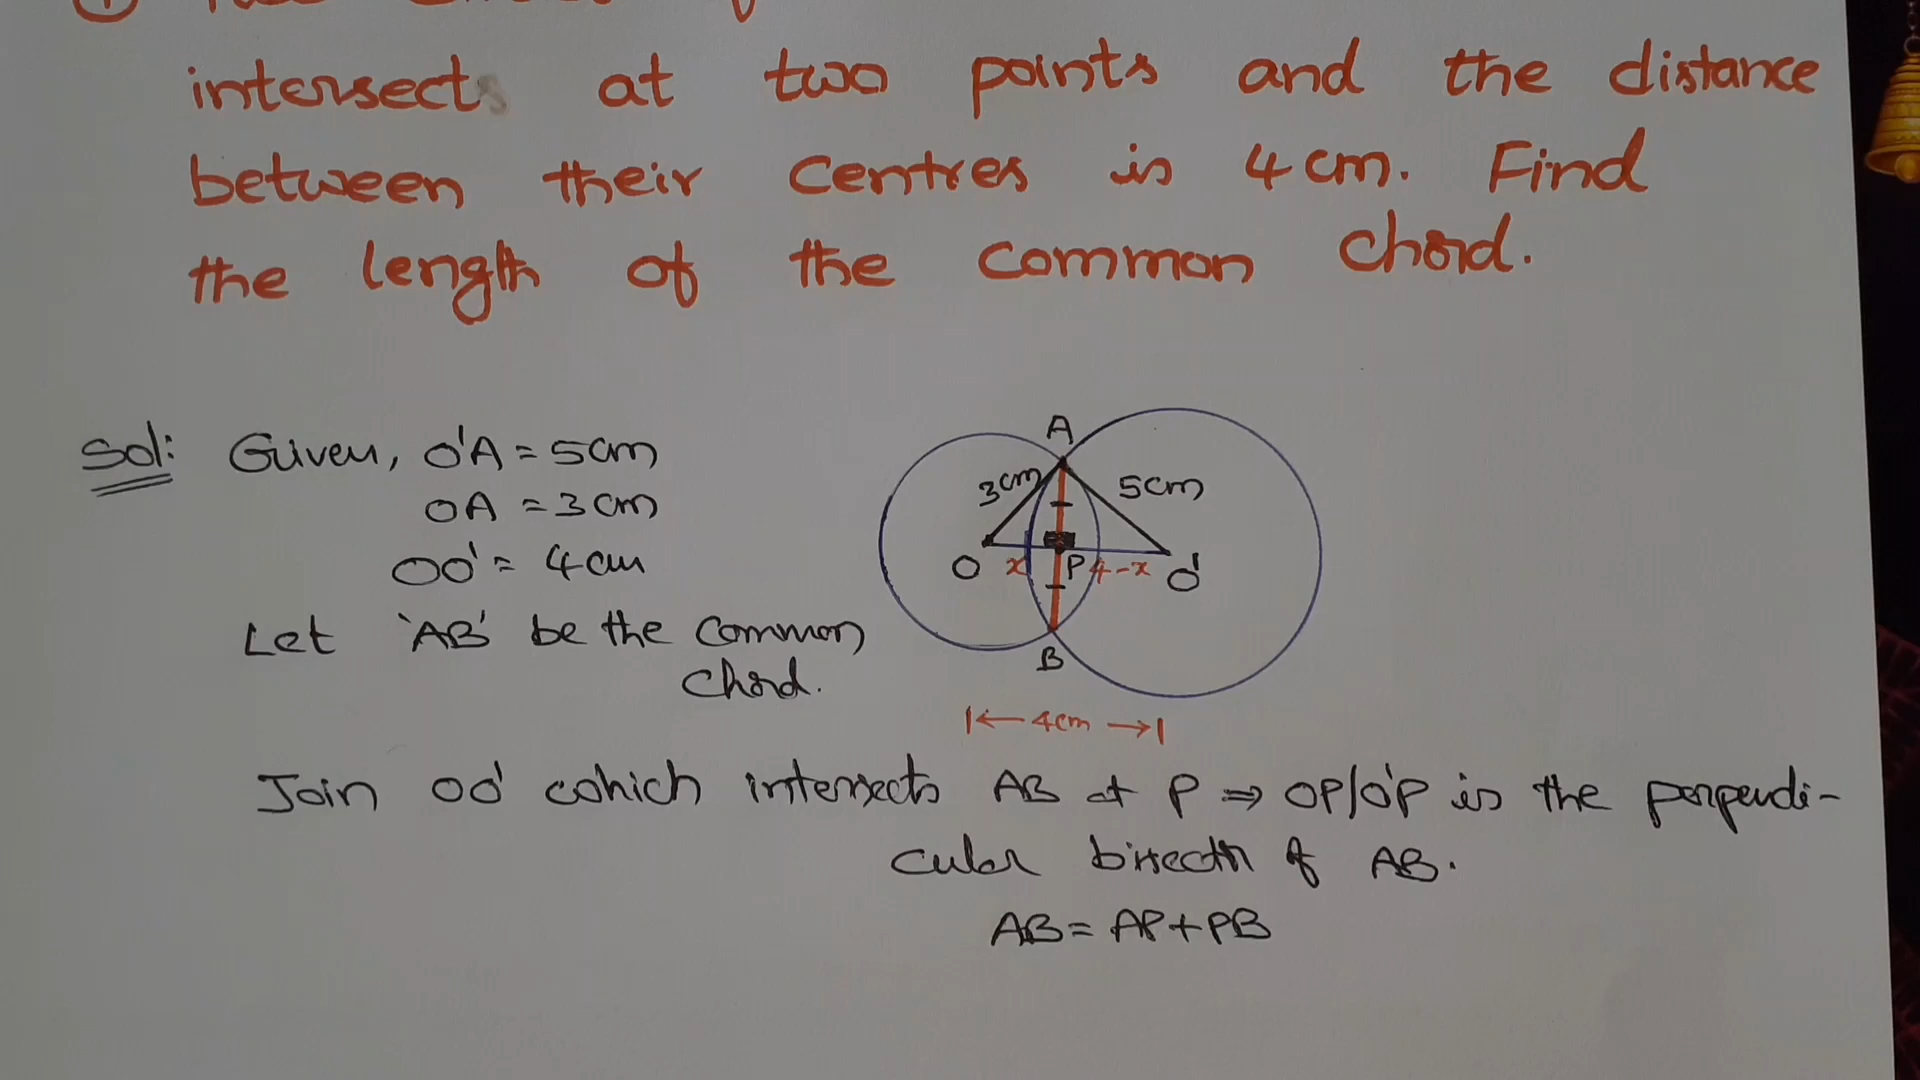 intersects at two points and the distance
between their centres is 4 cm. Find
the length of the common chord.
Sol: Given, O'A = 5cm
OA = 3cm
OO' = 4cm
Let 'AB' be the common
chord.
A
3cm
5cm
O
x
P
4-x
O'
B
4cm
Join OO' which intersects AB at P ⇒ OP/O'P is the perpendi-
cular bisector of AB.
AB = AP + PB